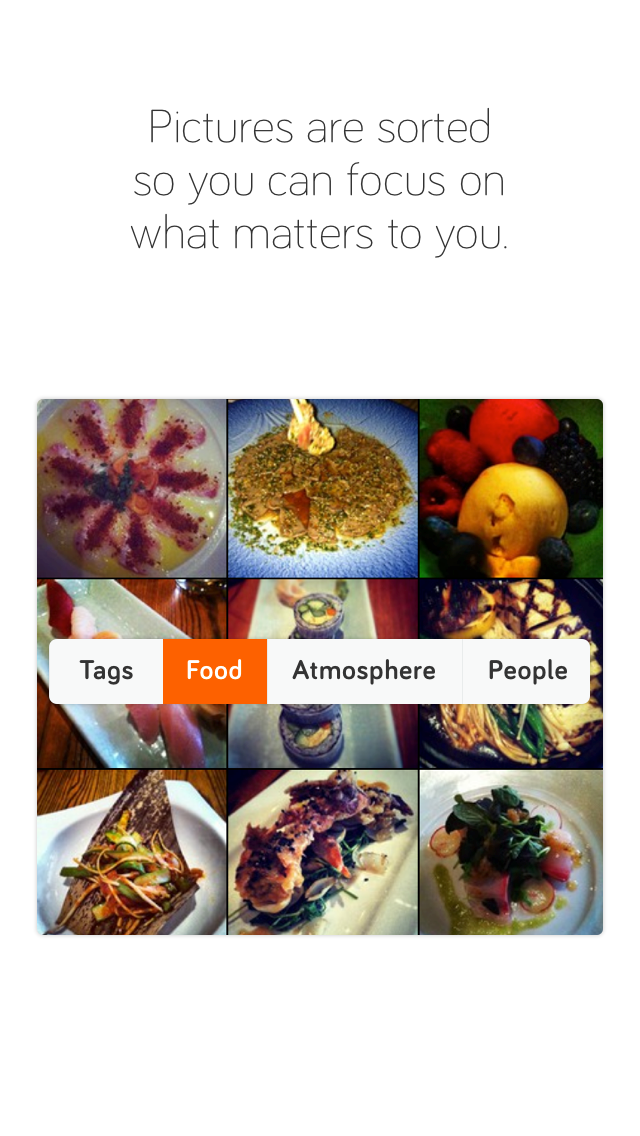 Pictures are sorted
so you can focus on
what matters to you.
Tags Food Atmosphere People